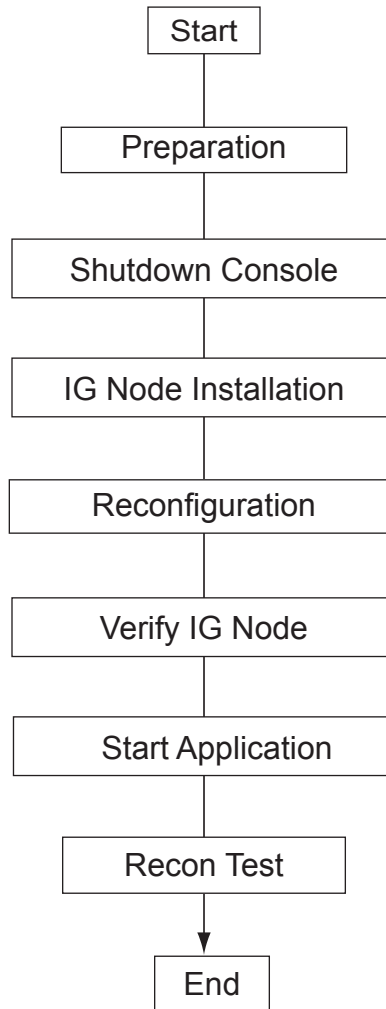 Start
Preparation
Shutdown Console
IG Node Installation
Reconfiguration
Verify IG Node
Start Application
Recon Test
End